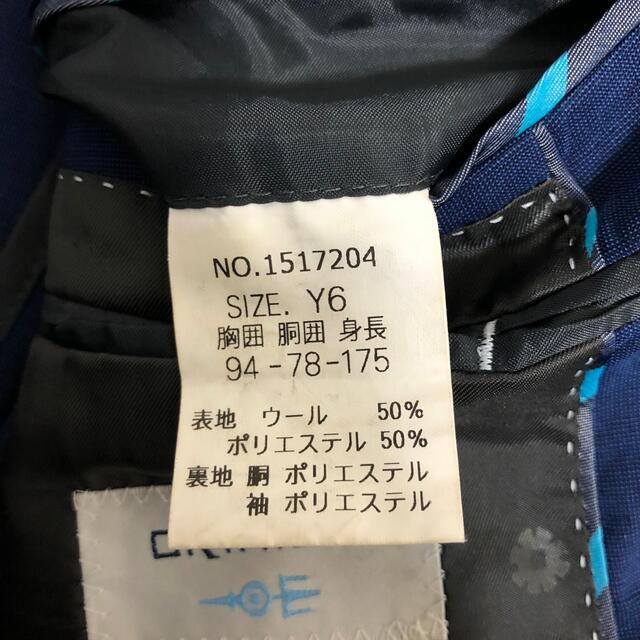 NO.1517204
SIZE. Y6
胸囲 胴囲 身長
94-78-175
表地 ウール 50%
ポリエステル 50%
裏地 胴 ポリエステル
袖 ポリエステル